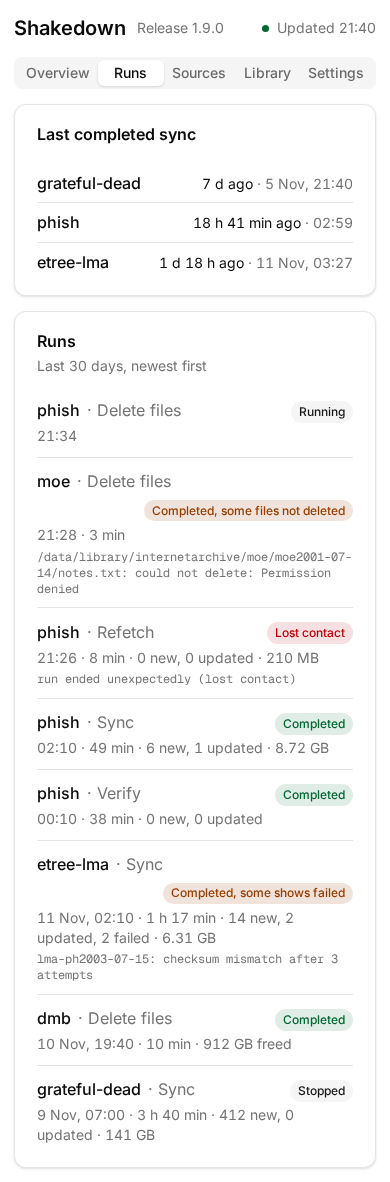 Shakedown Release 1.9.0 Updated 21:40
Overview Runs Sources Library Settings
Last completed sync
grateful-dead 7 d ago · 5 Nov, 21:40
phish 18 h 41 min ago · 02:59
etree-lma 1 d 18 h ago · 11 Nov, 03:27
Runs
Last 30 days, newest first
phish · Delete files Running
21:34
moe · Delete files
Completed, some files not deleted
21:28 · 3 min
/data/library/internetarchive/moe/moe2001-07-
14/notes.txt: could not delete: Permission
denied
phish · Refetch Lost contact
21:26 · 8 min · 0 new, 0 updated · 210 MB
run ended unexpectedly (lost contact)
phish · Sync Completed
02:10 · 49 min · 6 new, 1 updated · 8.72 GB
phish · Verify Completed
00:10 · 38 min · 0 new, 0 updated
etree-lma · Sync
Completed, some shows failed
11 Nov, 02:10 · 1 h 17 min · 14 new, 2
updated, 2 failed · 6.31 GB
lma-ph2003-07-15: checksum mismatch after 3
attempts
dmb · Delete files Completed
10 Nov, 19:40 · 10 min · 912 GB freed
grateful-dead · Sync Stopped
9 Nov, 07:00 · 3 h 40 min · 412 new, 0
updated · 141 GB